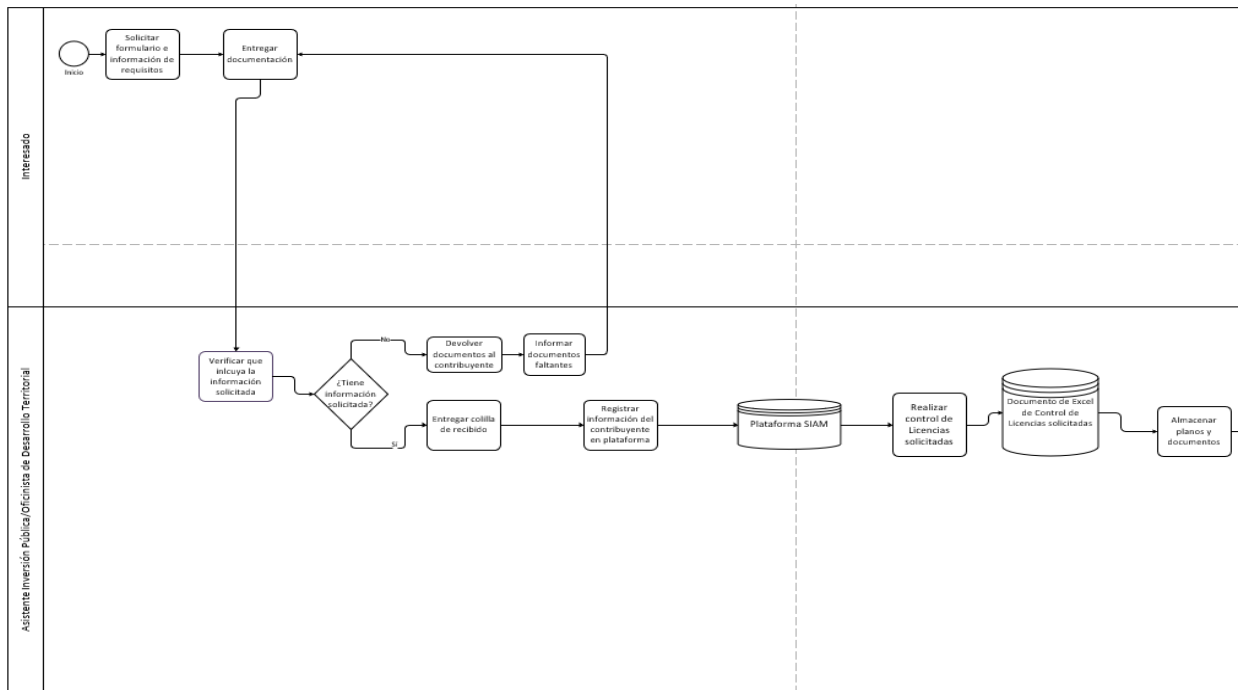 Interesado
Inicio
Solicitar
formulario e
información de
requisitos
Entregar
documentación
Asistente Inversión Pública/Oficinista de Desarrollo Territorial
Verificar que
inlcuya la
información
solicitada
¿Tiene
información
solicitada?
No
Devolver
documentos al
contribuyente
Informar
documentos
faltantes
Sí
Entregar colilla
de recibido
Registrar
información del
contribuyente
en plataforma
Plataforma SIAM
Realizar
control de
Licencias
solicitadas
Documento de Excel
de Control de
Licencias solicitadas
Almacenar
planos y
documentos